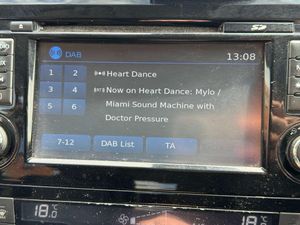 DAB 13:08
1 2 Heart Dance
3 4 Now on Heart Dance: Mylo /
5 6 Miami Sound Machine with
Doctor Pressure
7-12 DAB List TA
18°C 18°C